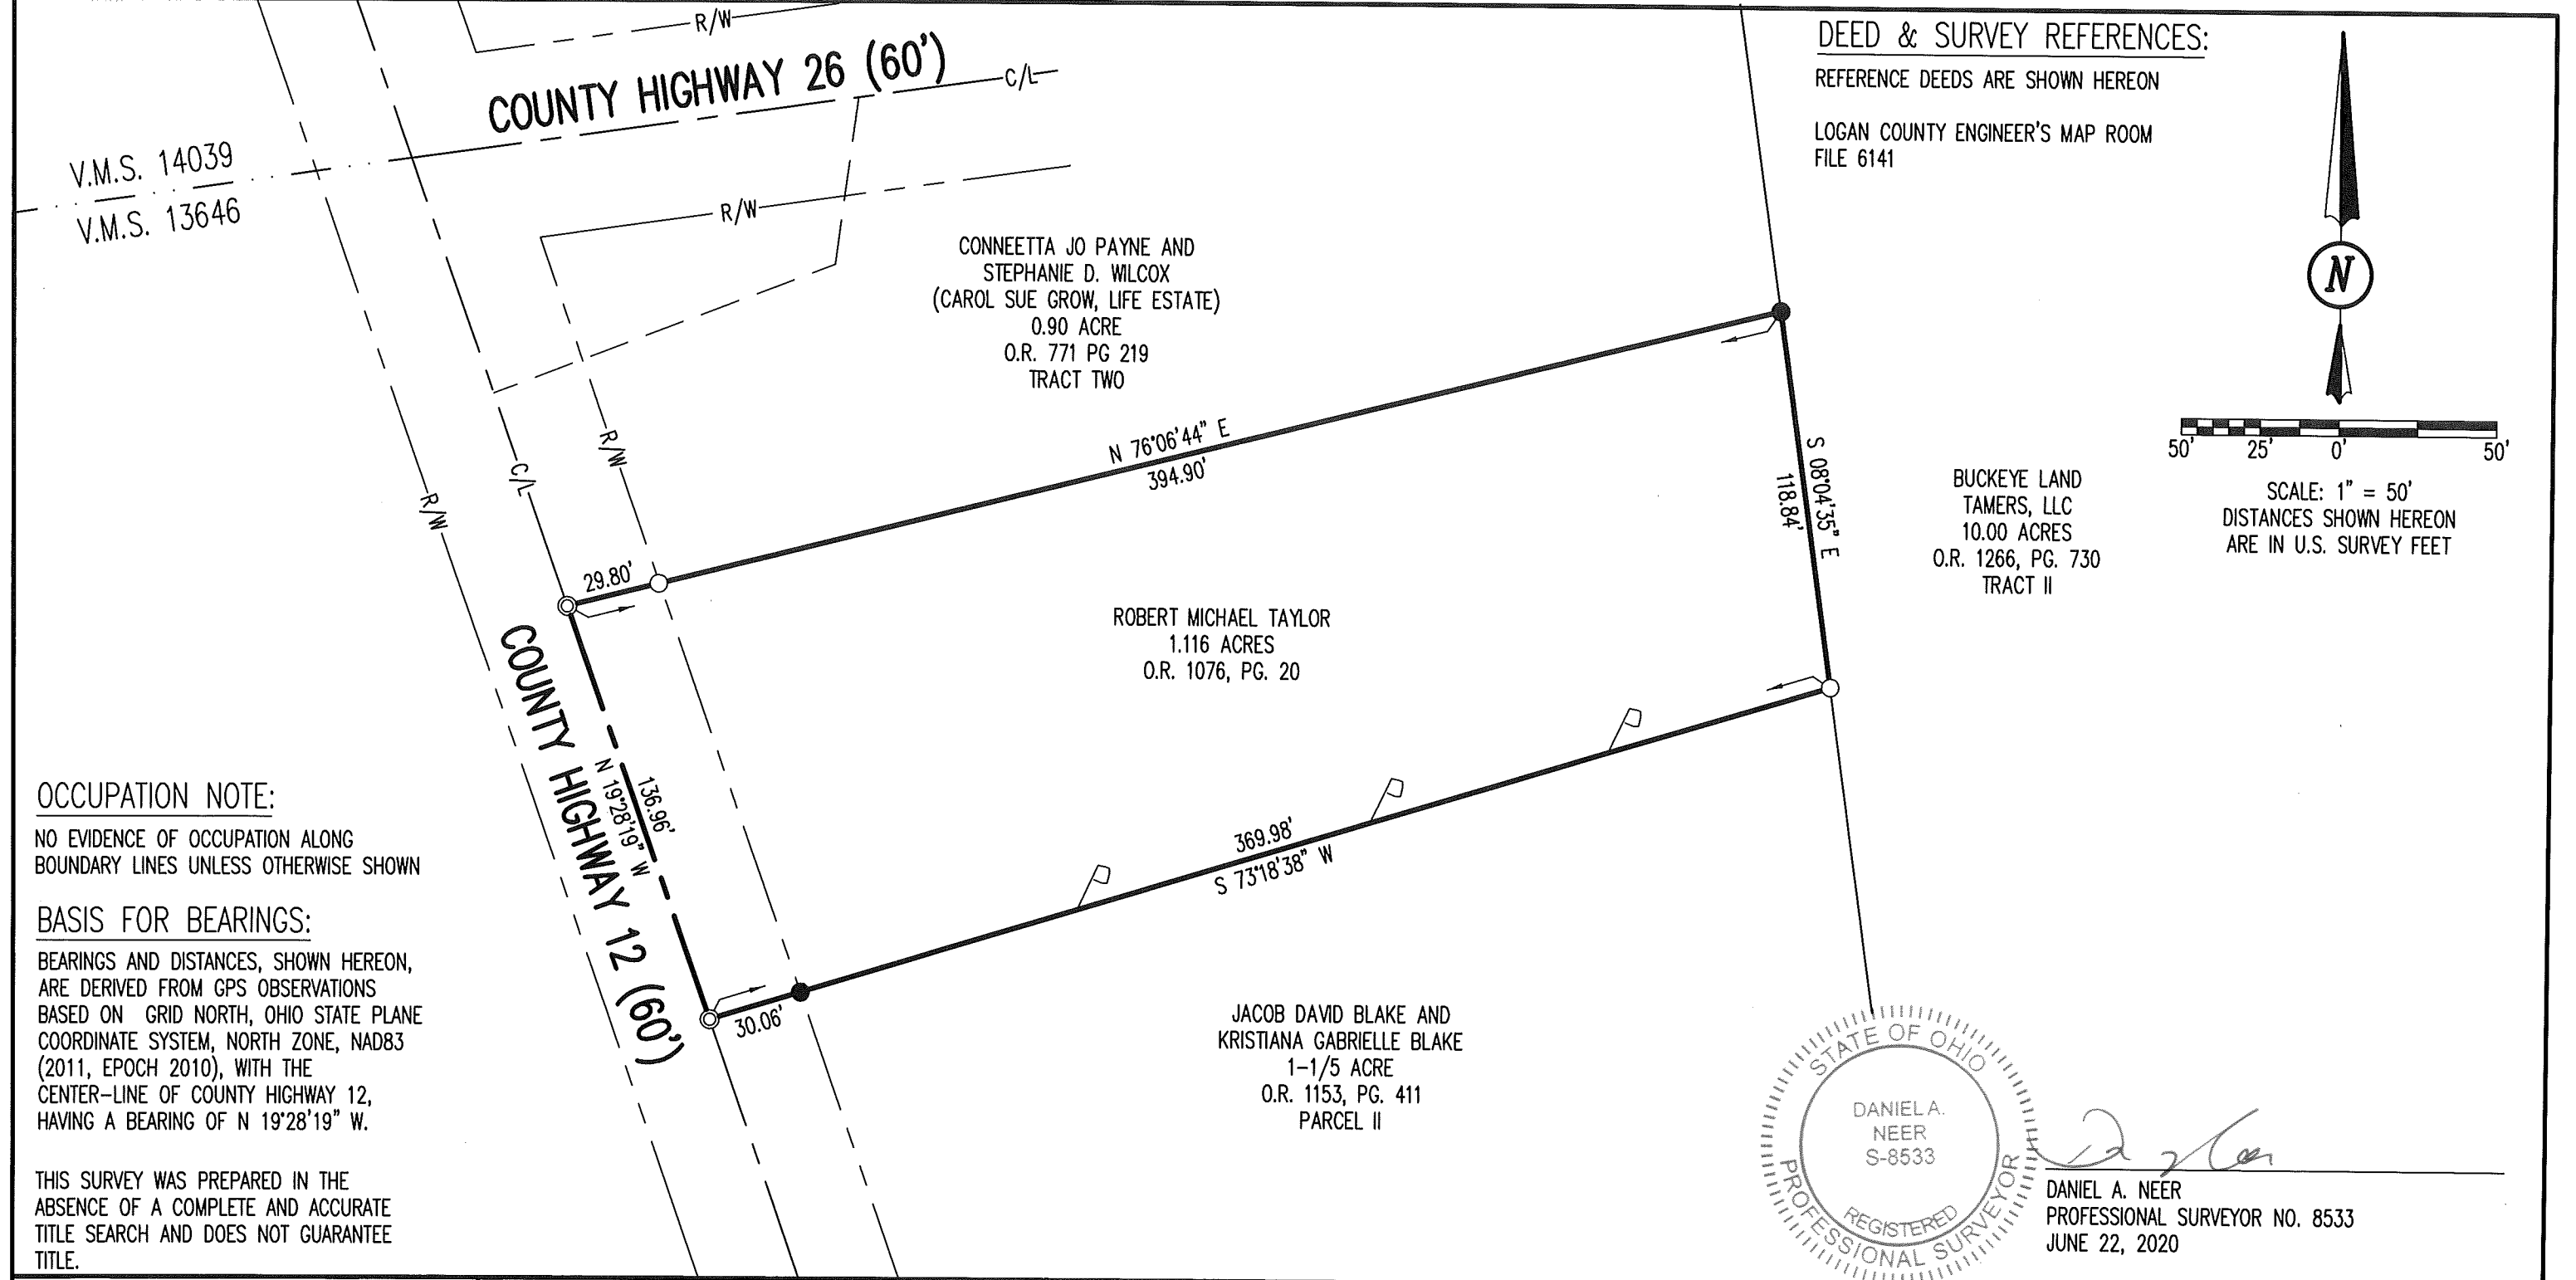 R/W
COUNTY HIGHWAY 26 (60')
C/L
V.M.S. 14039
V.M.S. 13646
R/W
DEED & SURVEY REFERENCES:
REFERENCE DEEDS ARE SHOWN HEREON
LOGAN COUNTY ENGINEER'S MAP ROOM
FILE 6141
N
50' 25' 0' 50'
SCALE: 1" = 50'
DISTANCES SHOWN HEREON
ARE IN U.S. SURVEY FEET
CONNEETTA JO PAYNE AND
STEPHANIE D. WILCOX
(CAROL SUE GROW, LIFE ESTATE)
0.90 ACRE
O.R. 771 PG 219
TRACT TWO
R/W
C/L
R/W
N 76°06'44" E
394.90'
29.80'
S 08°04'35" E
118.84'
BUCKEYE LAND
TAMERS, LLC
10.00 ACRES
O.R. 1266, PG. 730
TRACT II
ROBERT MICHAEL TAYLOR
1.116 ACRES
O.R. 1076, PG. 20
COUNTY HIGHWAY 12 (60')
136.96'
N 19°28'19" W
369.98'
S 73°18'38" W
30.06'
JACOB DAVID BLAKE AND
KRISTIANA GABRIELLE BLAKE
1-1/5 ACRE
O.R. 1153, PG. 411
PARCEL II
OCCUPATION NOTE:
NO EVIDENCE OF OCCUPATION ALONG
BOUNDARY LINES UNLESS OTHERWISE SHOWN
BASIS FOR BEARINGS:
BEARINGS AND DISTANCES, SHOWN HEREON,
ARE DERIVED FROM GPS OBSERVATIONS
BASED ON GRID NORTH, OHIO STATE PLANE
COORDINATE SYSTEM, NORTH ZONE, NAD83
(2011, EPOCH 2010), WITH THE
CENTER-LINE OF COUNTY HIGHWAY 12,
HAVING A BEARING OF N 19°28'19" W.
THIS SURVEY WAS PREPARED IN THE
ABSENCE OF A COMPLETE AND ACCURATE
TITLE SEARCH AND DOES NOT GUARANTEE
TITLE.
STATE OF OHIO
DANIEL A.
NEER
S-8533
REGISTERED
PROFESSIONAL SURVEYOR
DANIEL A. NEER
PROFESSIONAL SURVEYOR NO. 8533
JUNE 22, 2020